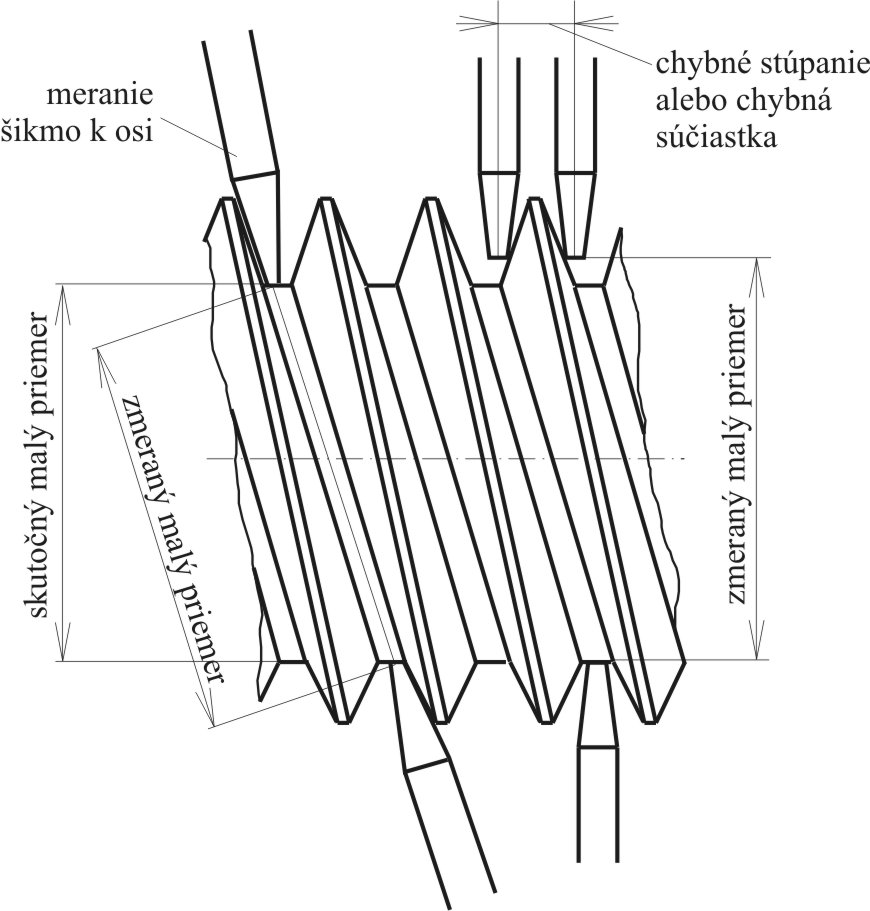 meranie
šikmo k osi
chybné stúpanie
alebo chybná
súčiastka
skutočný malý priemer
zmeraný malý priemer
zmeraný malý priemer